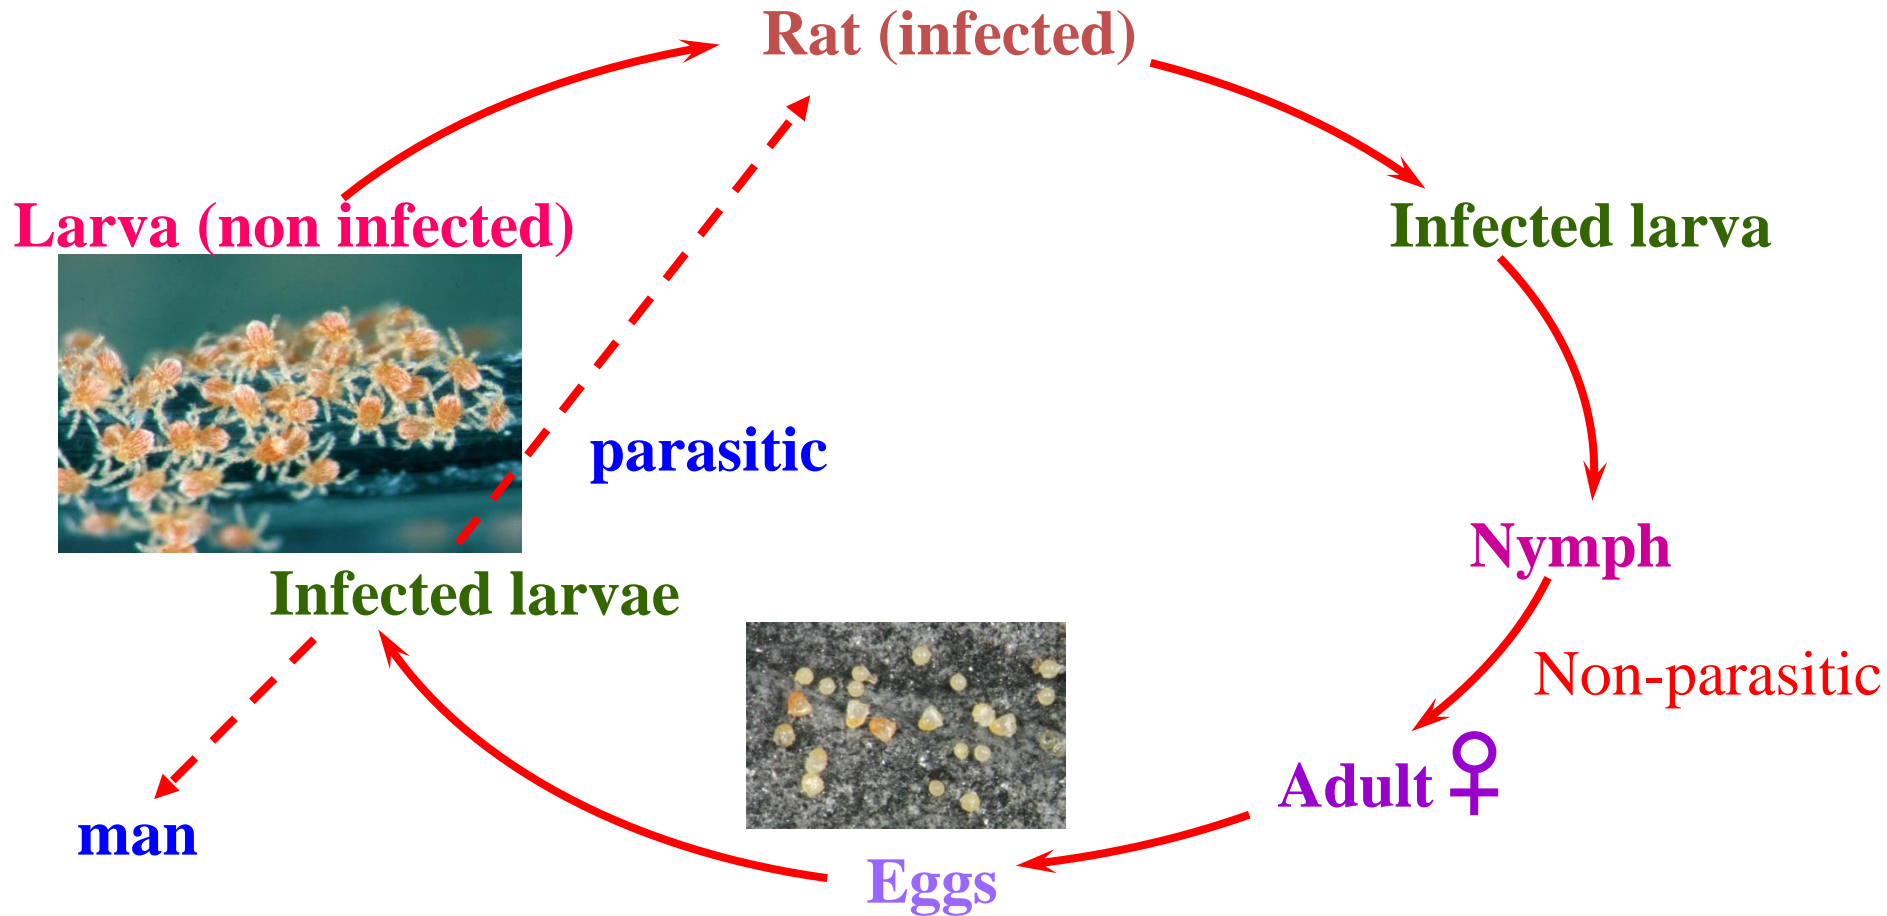 Rat (infected)
Larva (non infected)
Infected larva
parasitic
Nymph
Infected larvae
Non-parasitic
Adult ♀
man
Eggs